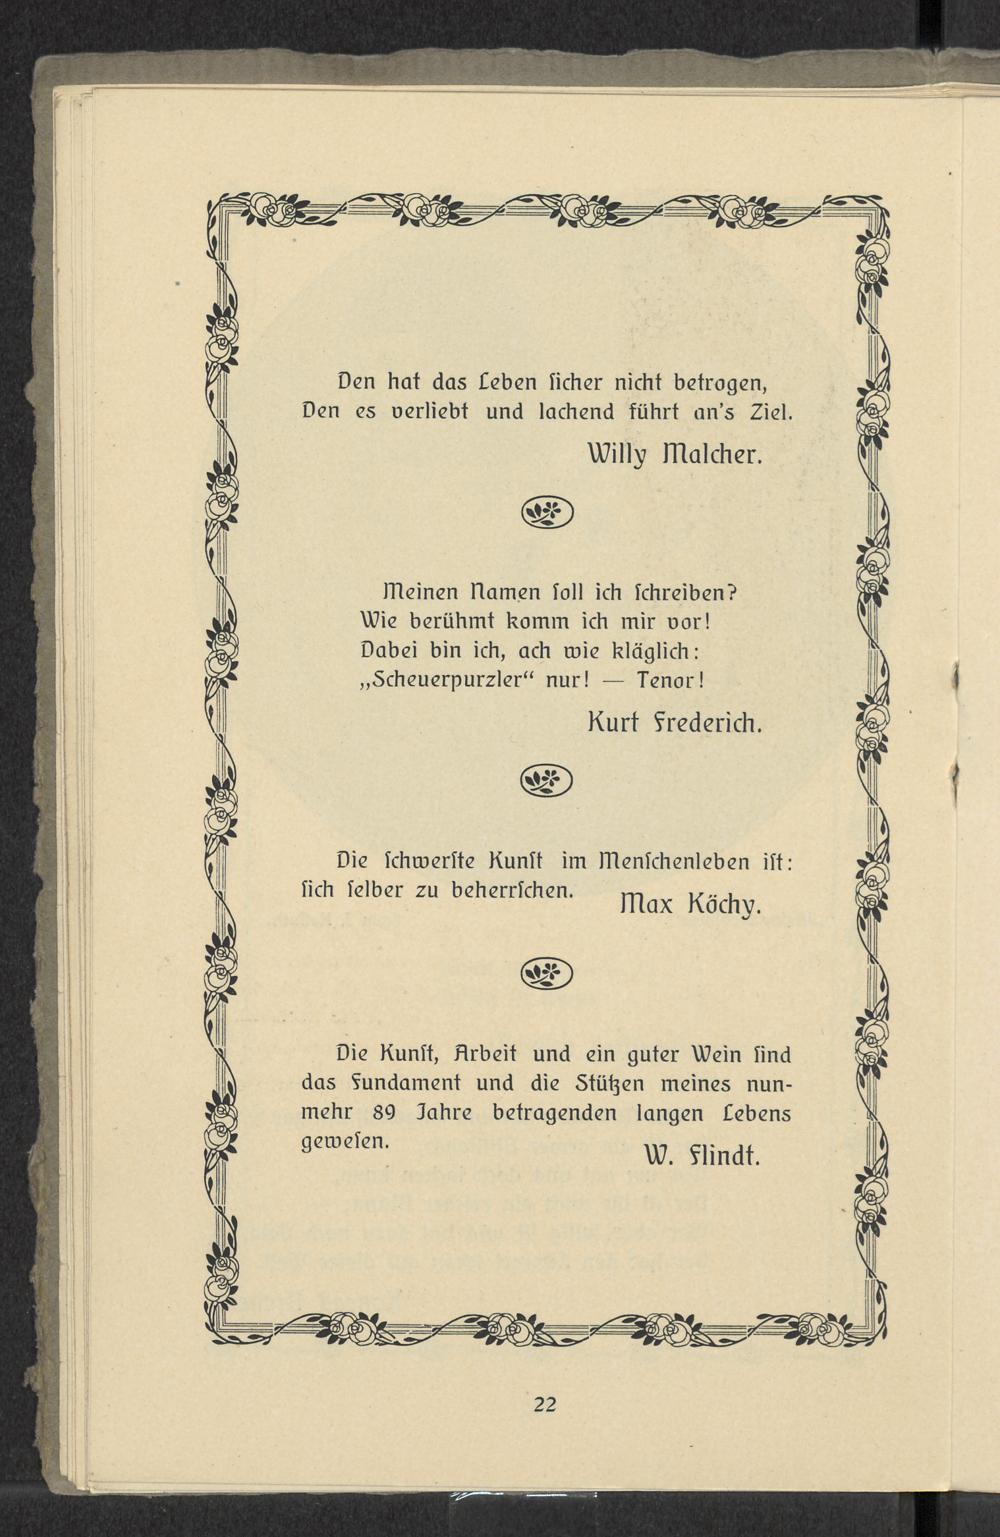 Den hat das Leben ſicher nicht betrogen,
Den es verliebt und lachend führt an's Ziel.
Willy Malcher.
Meinen Namen ſoll ich ſchreiben?
Wie berühmt komm ich mir vor!
Dabei bin ich, ach wie kläglich:
„Scheuerpurzler“ nur! — Tenor!
Kurt Frederich.
Die ſchwerſte Kunſt im Menſchenleben iſt:
ſich ſelber zu beherrſchen.
Max Köchy.
Die Kunſt, Arbeit und ein guter Wein ſind
das Fundament und die Stützen meines nun-
mehr 89 Jahre betragenden langen Lebens
geweſen.
W. Flindt.
22